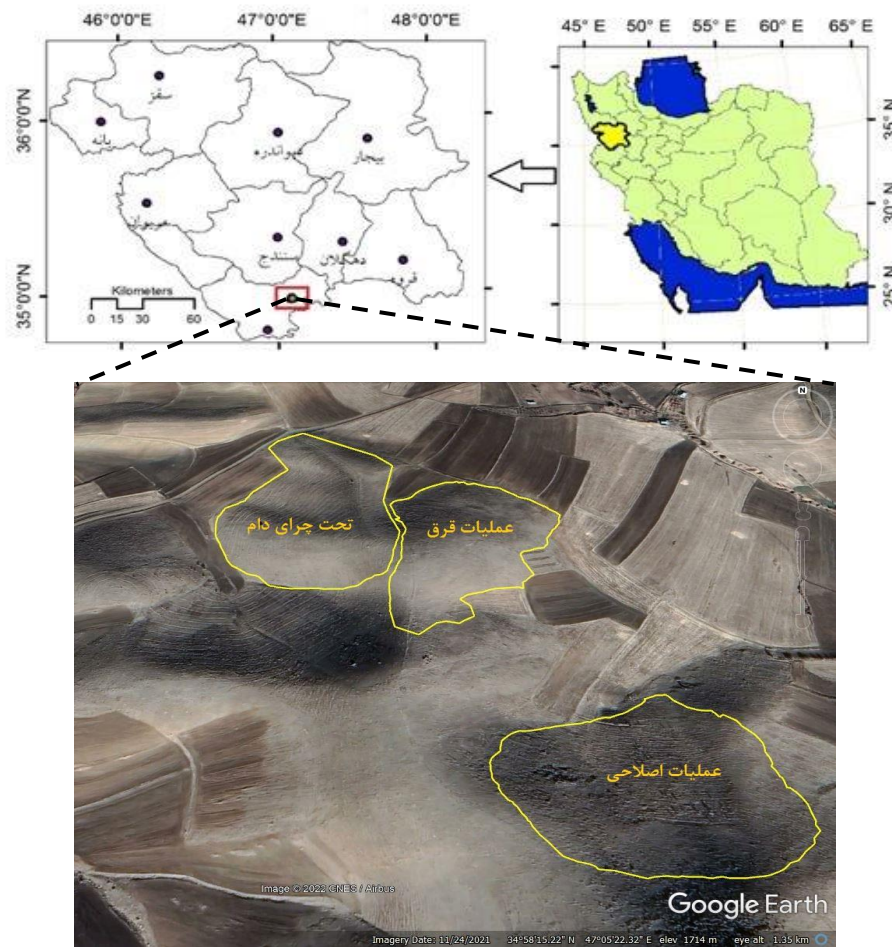 46°0'0"E 47°0'0"E 48°0'0"E
45° E 50° E 55° E 60° E 65° E
36°0'0"N
35°0'0"N
35° N
30° N
25° N
سقز
بانه
دیواندره
بیجار
مریوان
سنندج
دهگلان
قروه
Kilometers
0 15 30 60
N
تحت چرای دام
عملیات قرق
عملیات اصلاحی
Image © 2022 CNES / Airbus
Google Earth
Imagery Date: 11/24/2021 34°58'15.22" N 47°05'22.32" E elev 1714 m eye alt 1.35 km